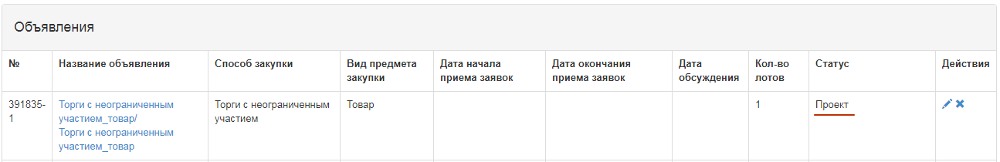 Объявления
№
Название объявления
Способ закупки
Вид предмета
закупки
Дата начала
приема заявок
Дата окончания
приема заявок
Дата
обсуждения
Кол-во
лотов
Статус
Действия
391835-
1
Торги с неограниченным
участием_товар/
Торги с неограниченным
участием_товар
Торги с неограниченным
участием
Товар
1
Проект